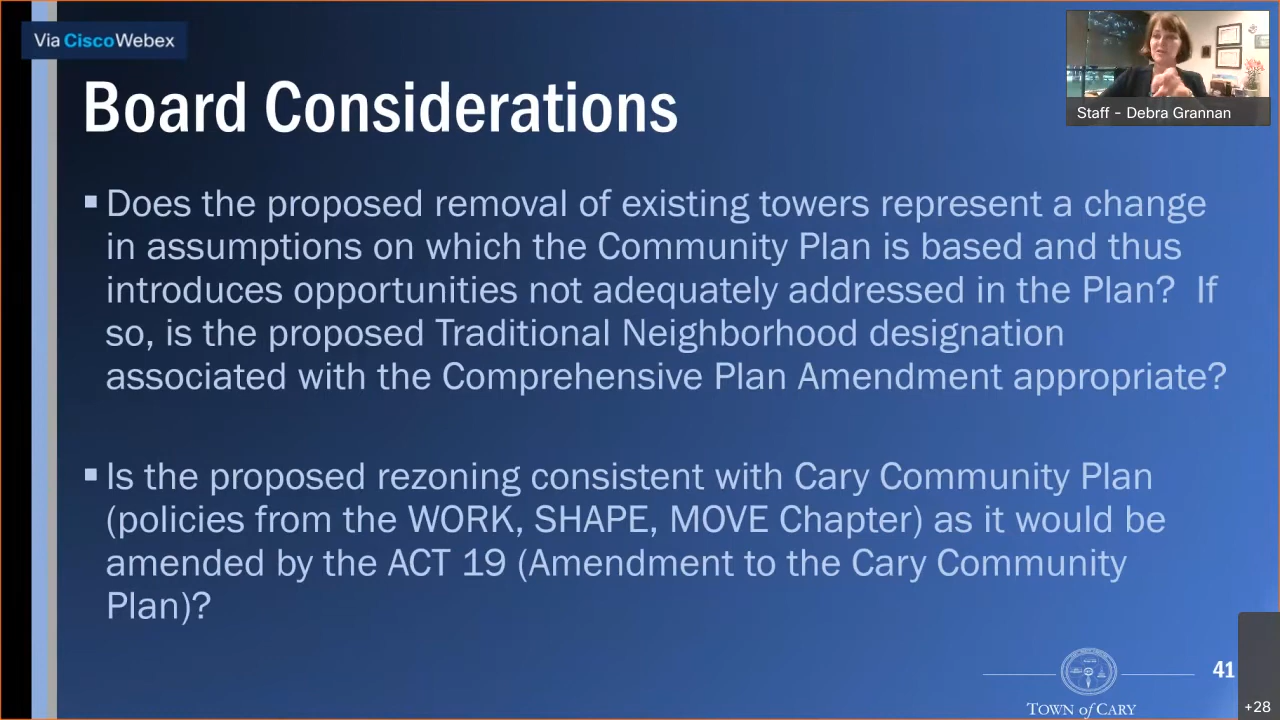 Via Cisco Webex
Staff - Debra Grannan
Board Considerations
▪ Does the proposed removal of existing towers represent a change
in assumptions on which the Community Plan is based and thus
introduces opportunities not adequately addressed in the Plan?  If
so, is the proposed Traditional Neighborhood designation
associated with the Comprehensive Plan Amendment appropriate?
▪ Is the proposed rezoning consistent with Cary Community Plan
(policies from the WORK, SHAPE, MOVE Chapter) as it would be
amended by the ACT 19 (Amendment to the Cary Community
Plan)?
41
TOWN of CARY
+28